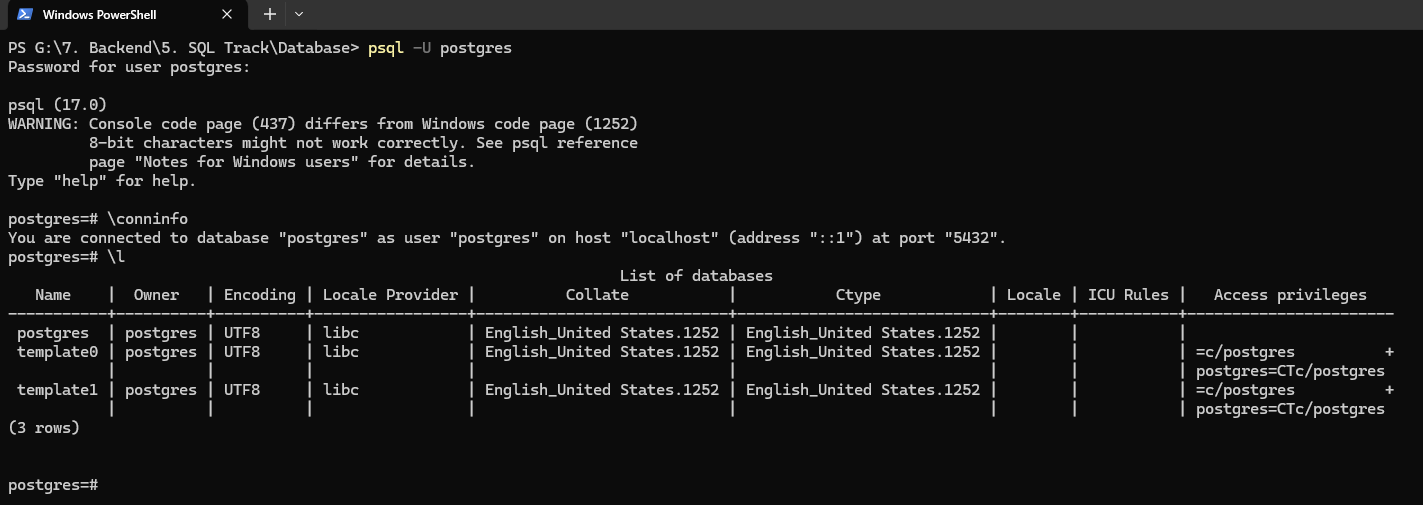 Windows PowerShell
PS G:\7. Backend\5. SQL Track\Database> psql -U postgres
Password for user postgres:
psql (17.0)
WARNING: Console code page (437) differs from Windows code page (1252)
         8-bit characters might not work correctly. See psql reference
         page "Notes for Windows users" for details.
Type "help" for help.
postgres=# \conninfo
You are connected to database "postgres" as user "postgres" on host "localhost" (address "::1") at port "5432".
postgres=# \l
                                                                    List of databases
   Name    |  Owner   | Encoding | Locale Provider |          Collate           |           Ctype            | Locale | ICU Rules |   Access privileges
-----------+----------+----------+-----------------+----------------------------+----------------------------+--------+-----------+-----------------------
 postgres  | postgres | UTF8     | libc            | English_United States.1252 | English_United States.1252 |        |           |
 template0 | postgres | UTF8     | libc            | English_United States.1252 | English_United States.1252 |        |           | =c/postgres          +
           |          |          |                 |                            |                            |        |           | postgres=CTc/postgres
 template1 | postgres | UTF8     | libc            | English_United States.1252 | English_United States.1252 |        |           | =c/postgres          +
           |          |          |                 |                            |                            |        |           | postgres=CTc/postgres
(3 rows)
postgres=#